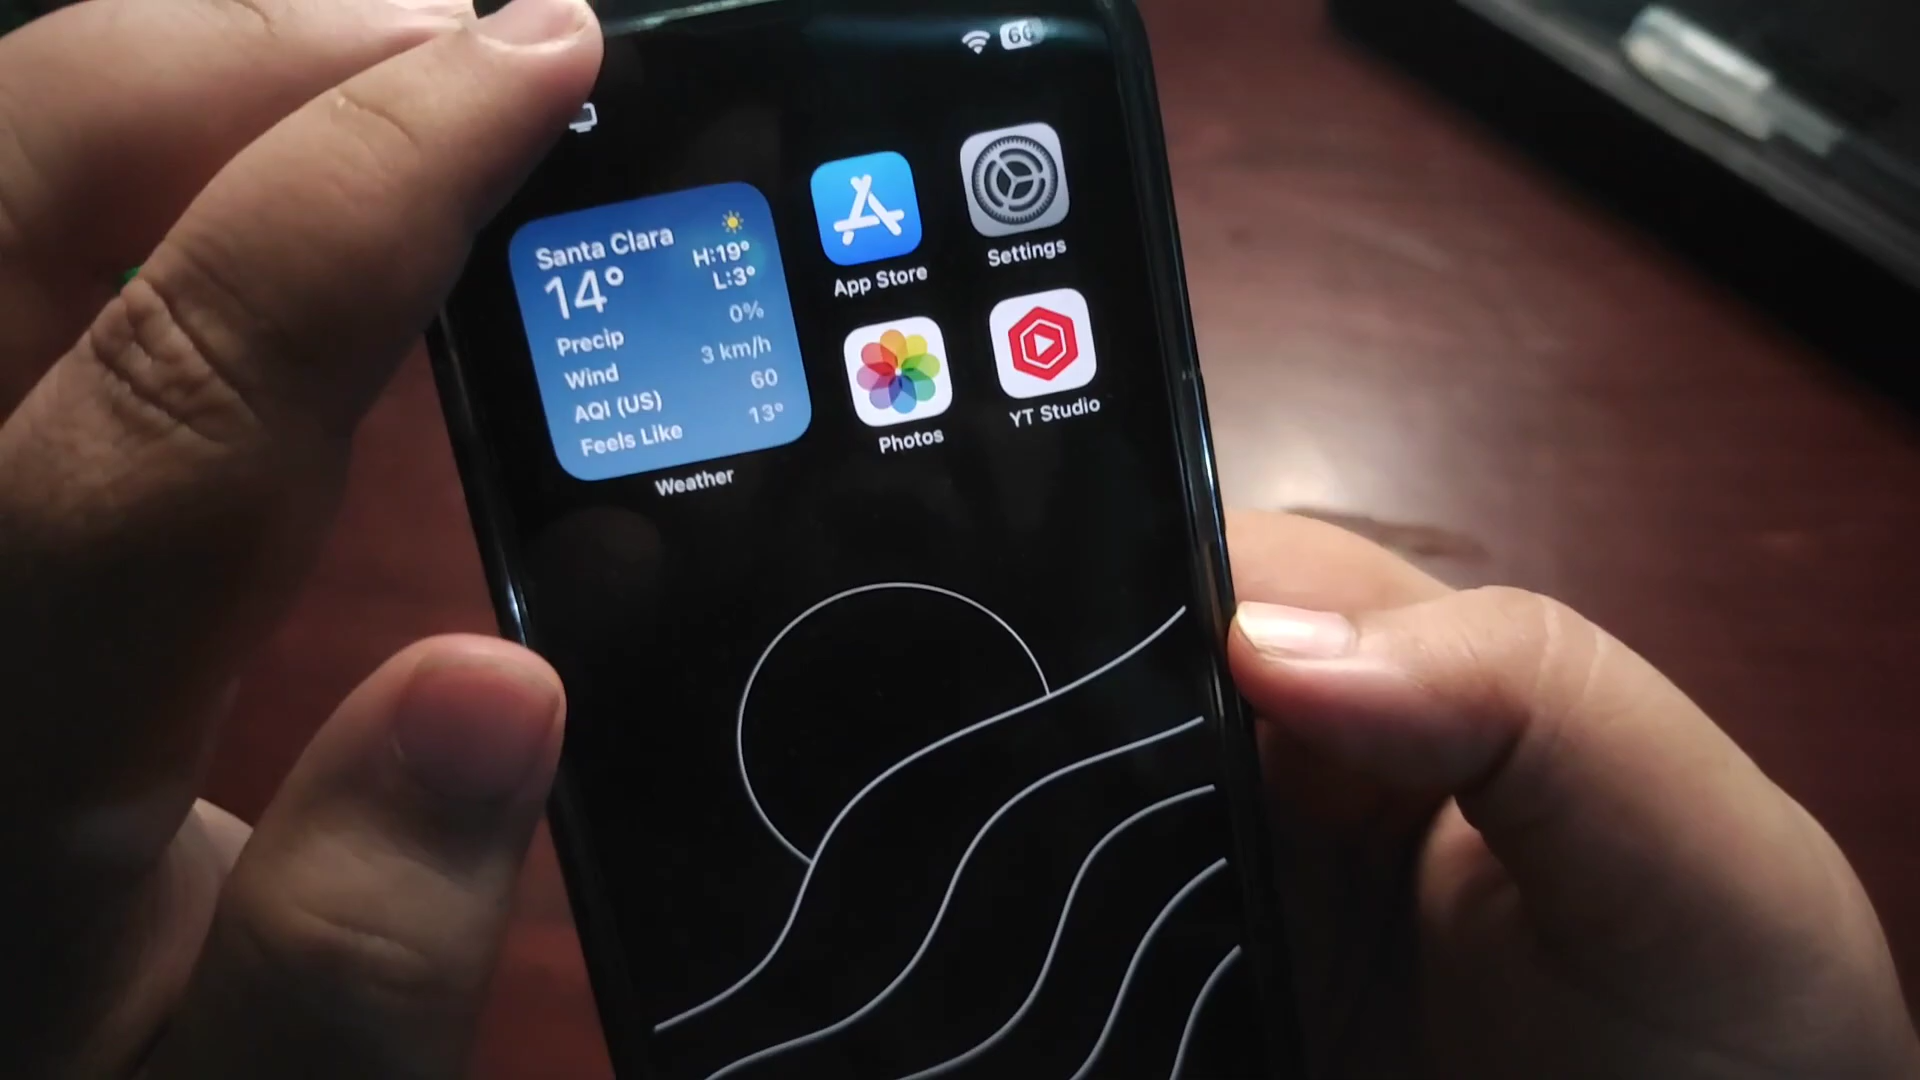 Santa Clara
14°
H:19°
L:3°
Precip 0%
Wind 3 km/h
AQI (US) 60
Feels Like 13°
Weather
App Store
Settings
Photos
YT Studio